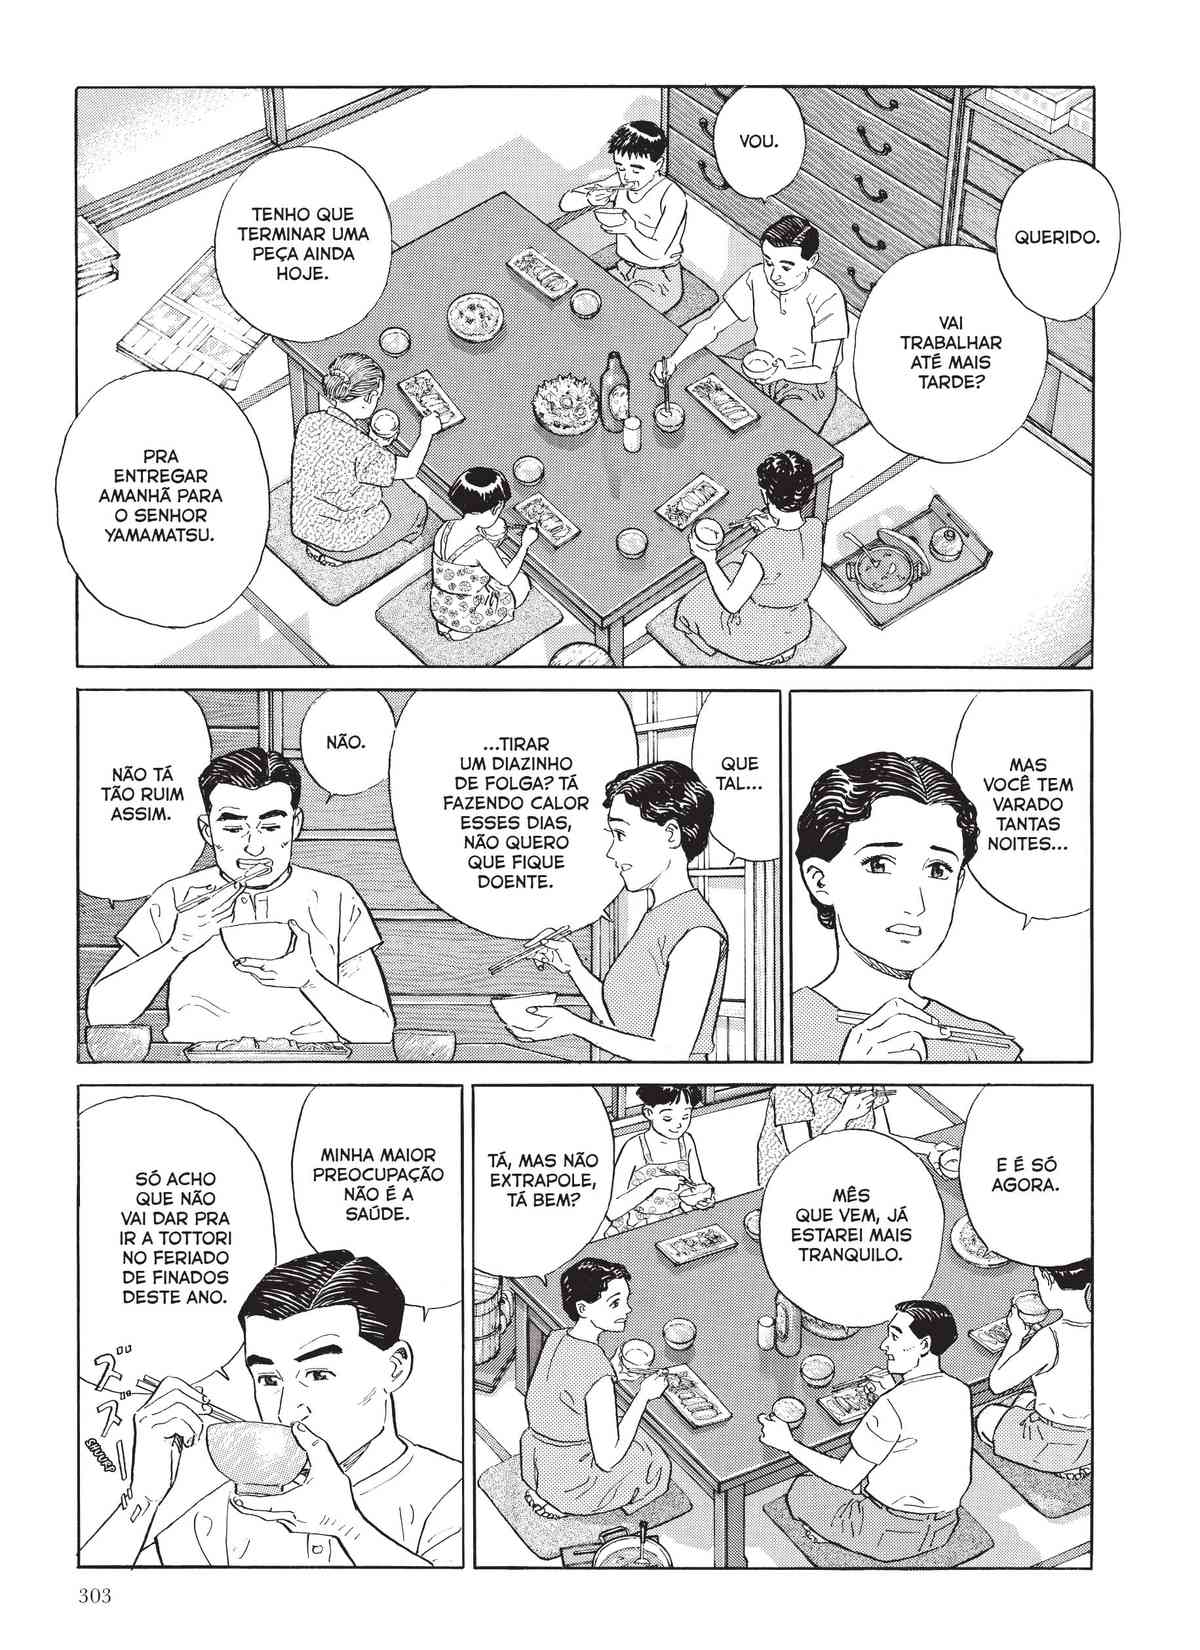 QUERIDO.
VAI
TRABALHAR
ATÉ MAIS
TARDE?
VOU.
TENHO QUE
TERMINAR UMA
PEÇA AINDA
HOJE.
PRA
ENTREGAR
AMANHÃ PARA
O SENHOR
YAMAMATSU.
MAS
VOCÊ TEM
VARADO
TANTAS
NOITES...
QUE
TAL...
...TIRAR
UM DIAZINHO
DE FOLGA? TÁ
FAZENDO CALOR
ESSES DIAS,
NÃO QUERO
QUE FIQUE
DOENTE.
NÃO.
NÃO TÁ
TÃO RUIM
ASSIM.
E É SÓ
AGORA.
MÊS
QUE VEM, JÁ
ESTAREI MAIS
TRANQUILO.
TÁ, MAS NÃO
EXTRAPOLE,
TÁ BEM?
MINHA MAIOR
PREOCUPAÇÃO
NÃO É A
SAÚDE.
SÓ ACHO
QUE NÃO
VAI DAR PRA
IR A TOTTORI
NO FERIADO
DE FINADOS
DESTE ANO.
ズズ
SHUURP
303